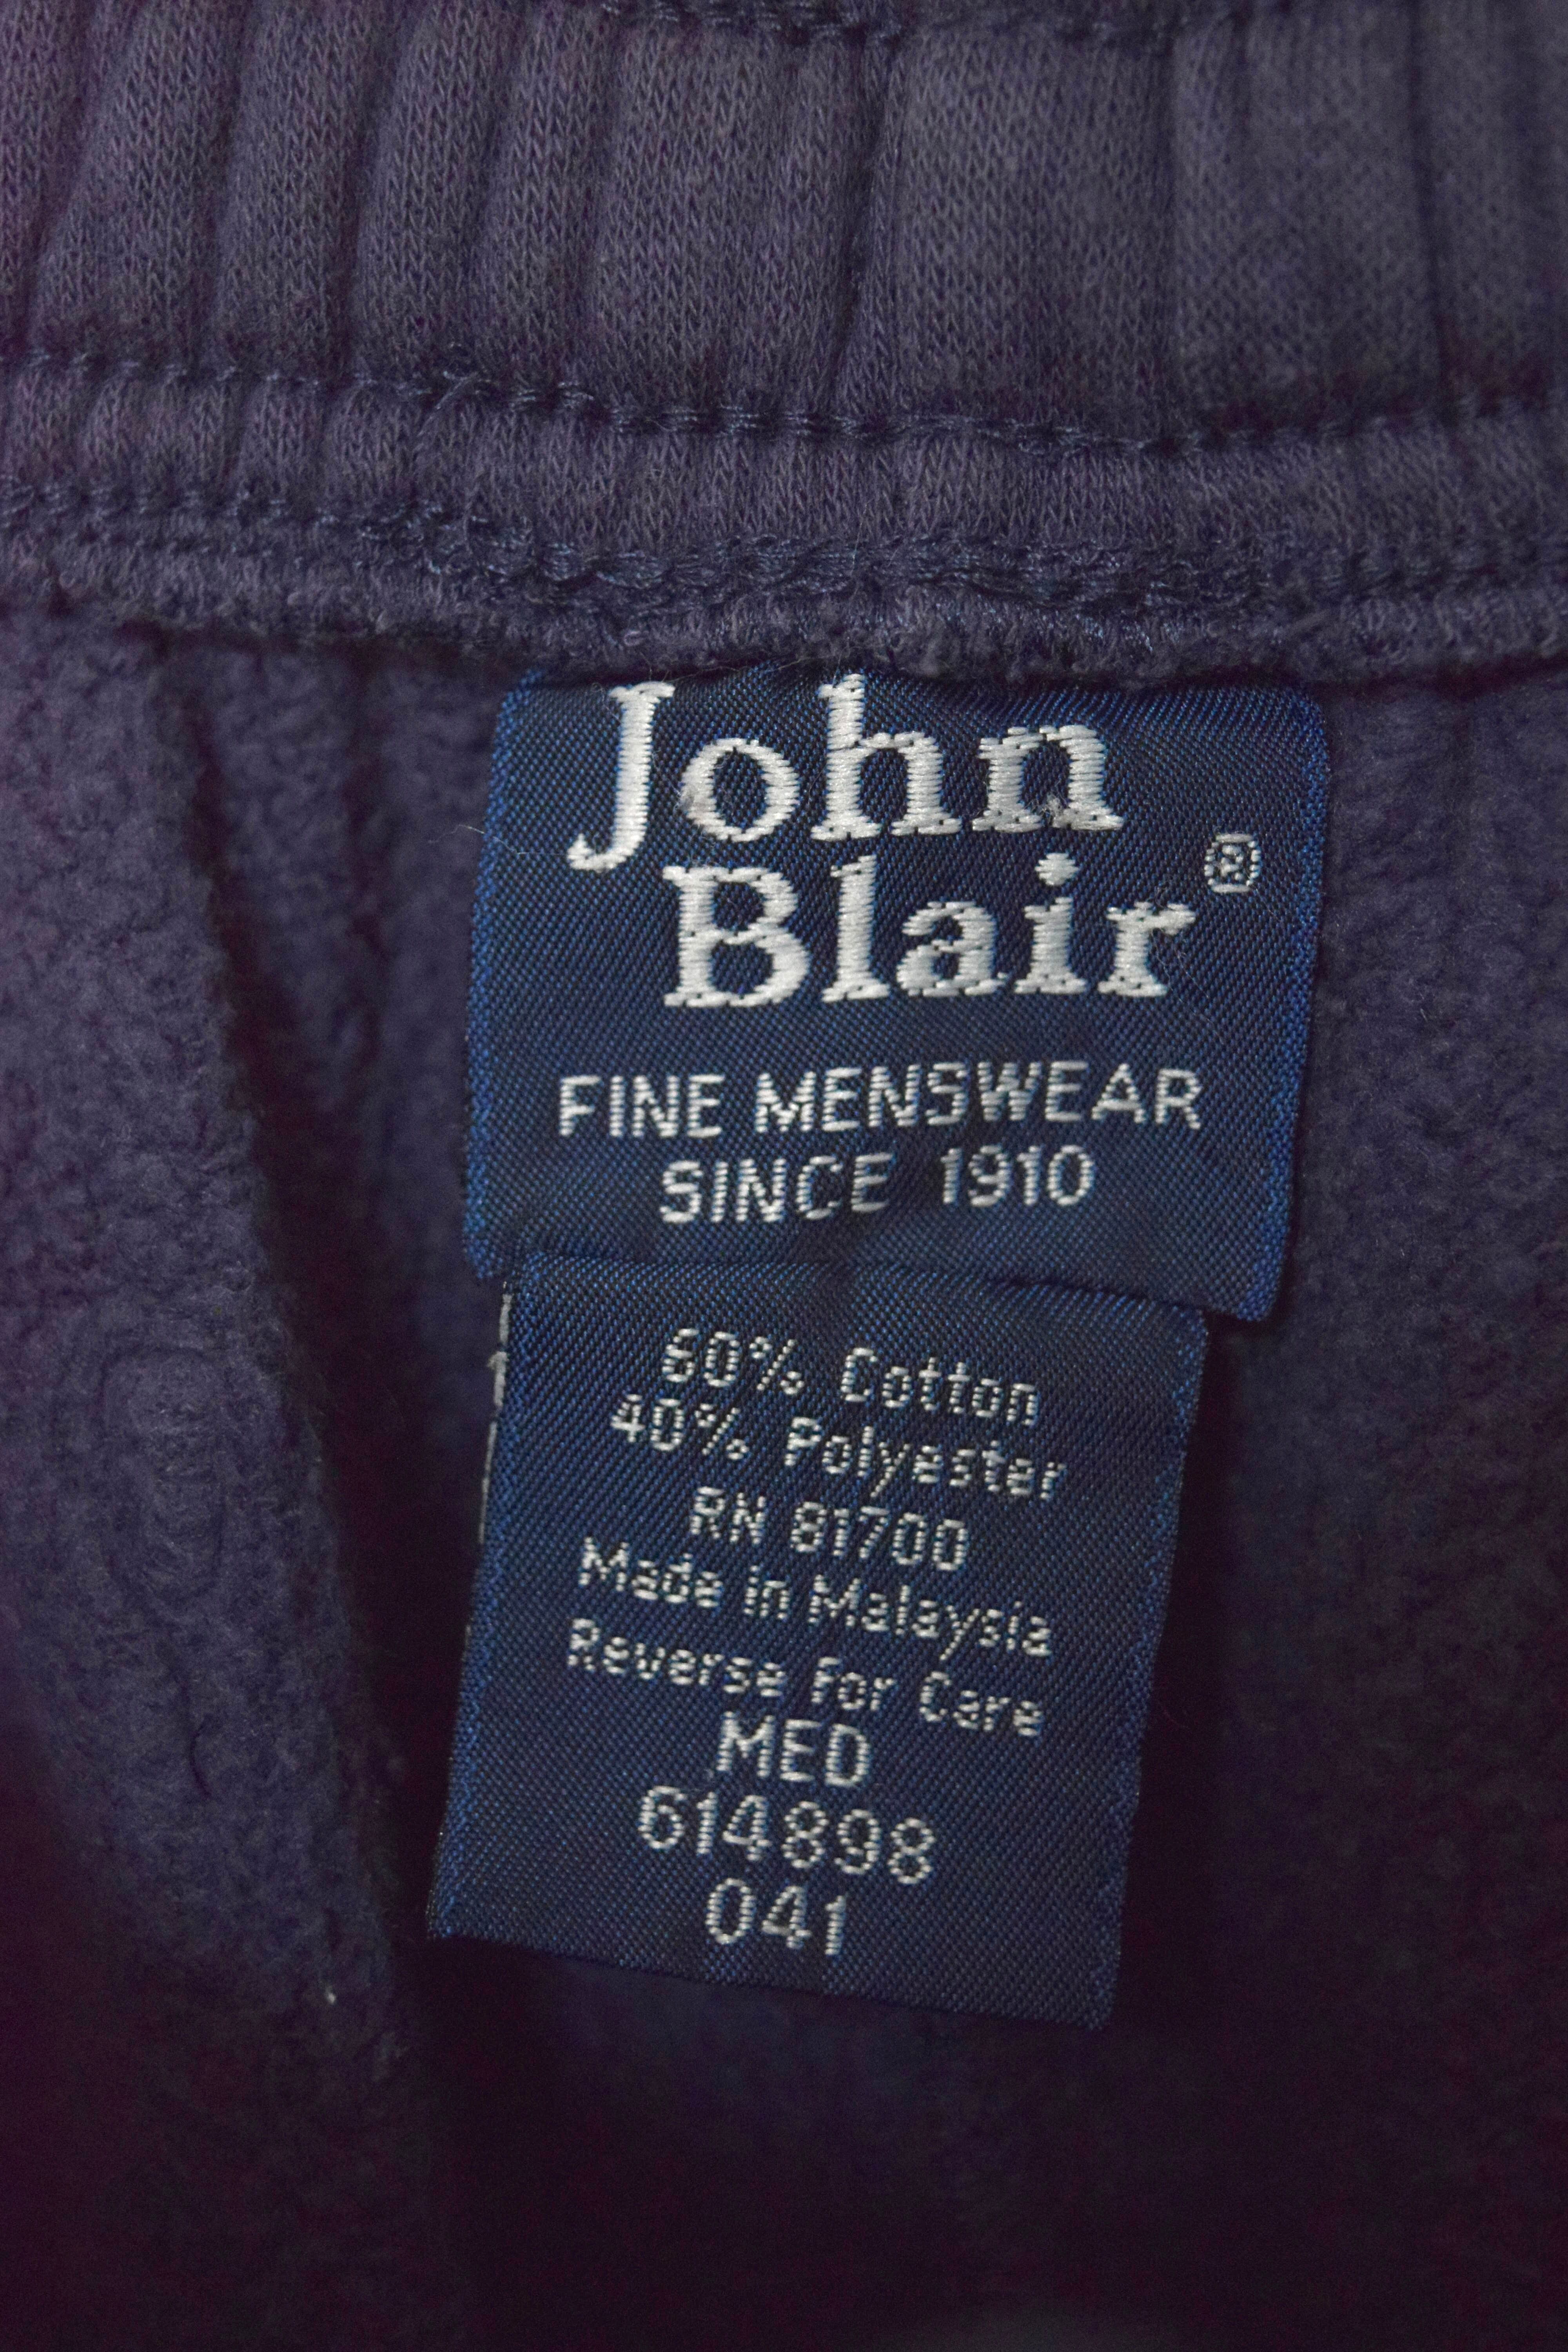 John
Blair®
FINE MENSWEAR
SINCE 1910
60% Cotton
40% Polyester
RN 81700
Made in Malaysia
Reverse For Care
MED
614898
041